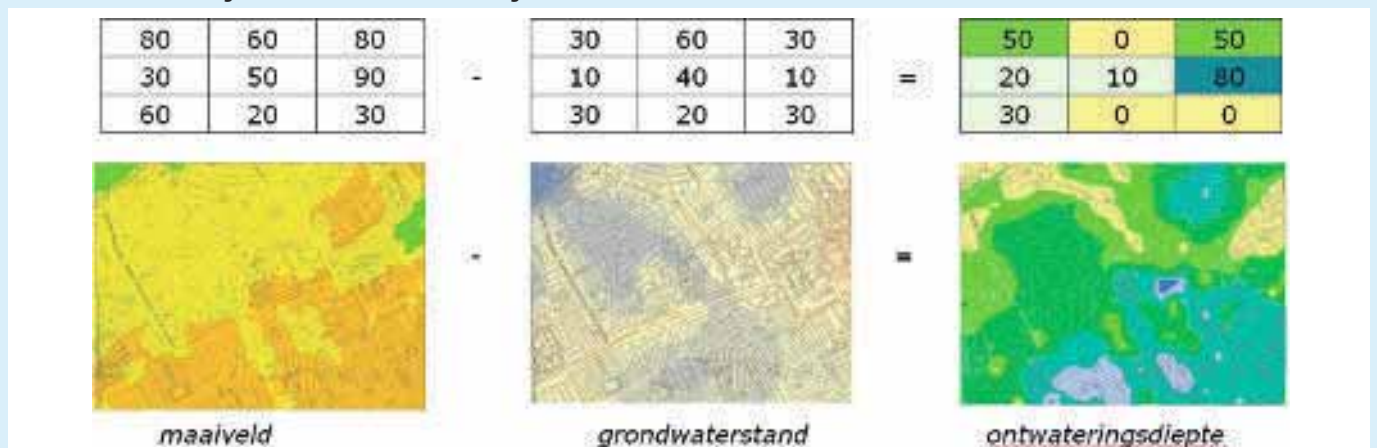 80 60 80 30 60 30 50 0 50
30 50 90 - 10 40 10 = 20 10 80
60 20 30 30 20 30 30 0 0
- =
maaiveld grondwaterstand ontwateringsdiepte